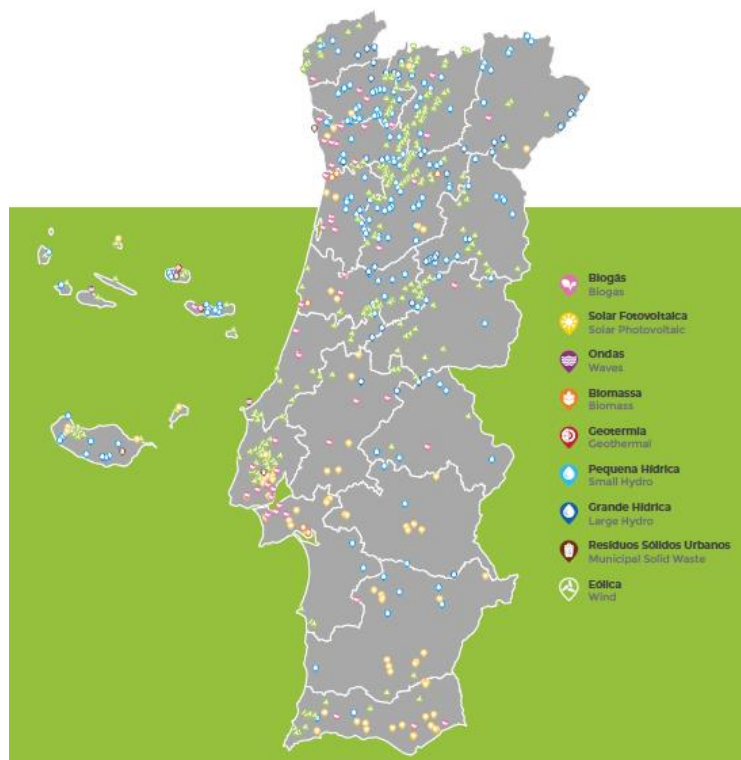 Biogás
Biogas
Solar Fotovoltaica
Solar Photovoltaic
Ondas
Waves
Biomassa
Biomass
Geotermia
Geothermal
Pequena Hídrica
Small Hydro
Grande Hídrica
Large Hydro
Resíduos Sólidos Urbanos
Municipal Solid Waste
Eólica
Wind